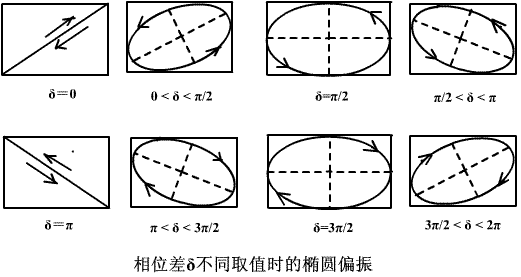 δ=0
0 < δ < π/2
δ=π/2
π/2 < δ < π
δ=π
π < δ < 3π/2
δ=3π/2
3π/2 < δ < 2π
相位差δ不同取值时的椭圆偏振